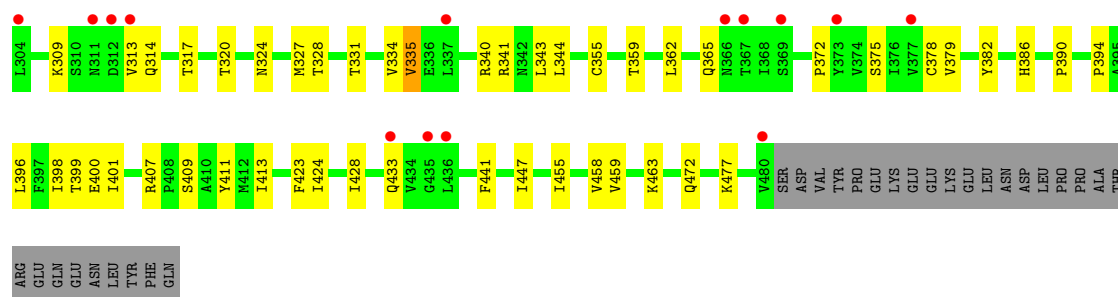 L304 K309 S310 N311 D312 V313 Q314 T317 T320 N324 M327 T328 T331 V334 V335 E336 L337 R340 R341 N342 L343 L344 C355 T359 L362 Q365 N366 T367 I368 S369 P372 Y373 V374 S375 I376 V377 C378 V379 Y382 H386 P390 P394 A395
L396 F397 I398 T399 E400 I401 R407 P408 S409 A410 Y411 M412 I413 F423 I424 I428 Q433 V434 G435 L436 F441 I447 I455 V458 V459 K463 Q472 K477 V480 SER ASP VAL TYR PRO GLU LYS GLU GLU LYS GLU LEU ASN ASP LEU PRO PRO ALA THR
ARG GLU GLN GLU ASN LEU TYR PHE GLN